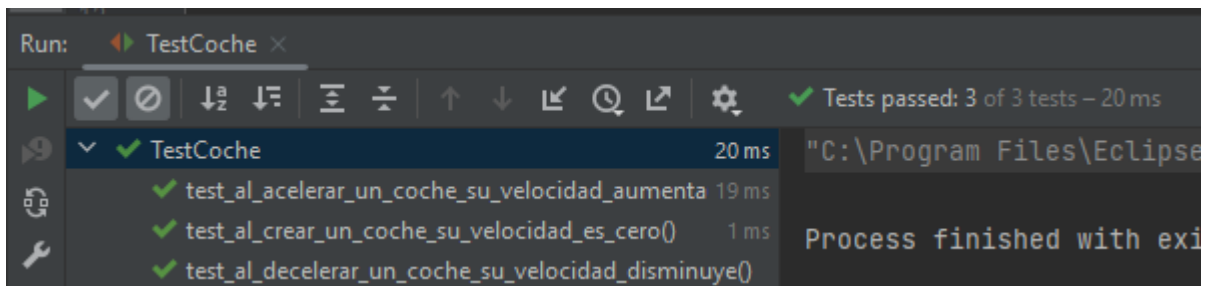 Run: TestCoche
Tests passed: 3 of 3 tests – 20 ms
TestCoche 20 ms
test_al_acelerar_un_coche_su_velocidad_aumenta 19 ms
test_al_crear_un_coche_su_velocidad_es_cero() 1 ms
test_al_decelerar_un_coche_su_velocidad_disminuye()
"C:\Program Files\Eclipse
Process finished with exi